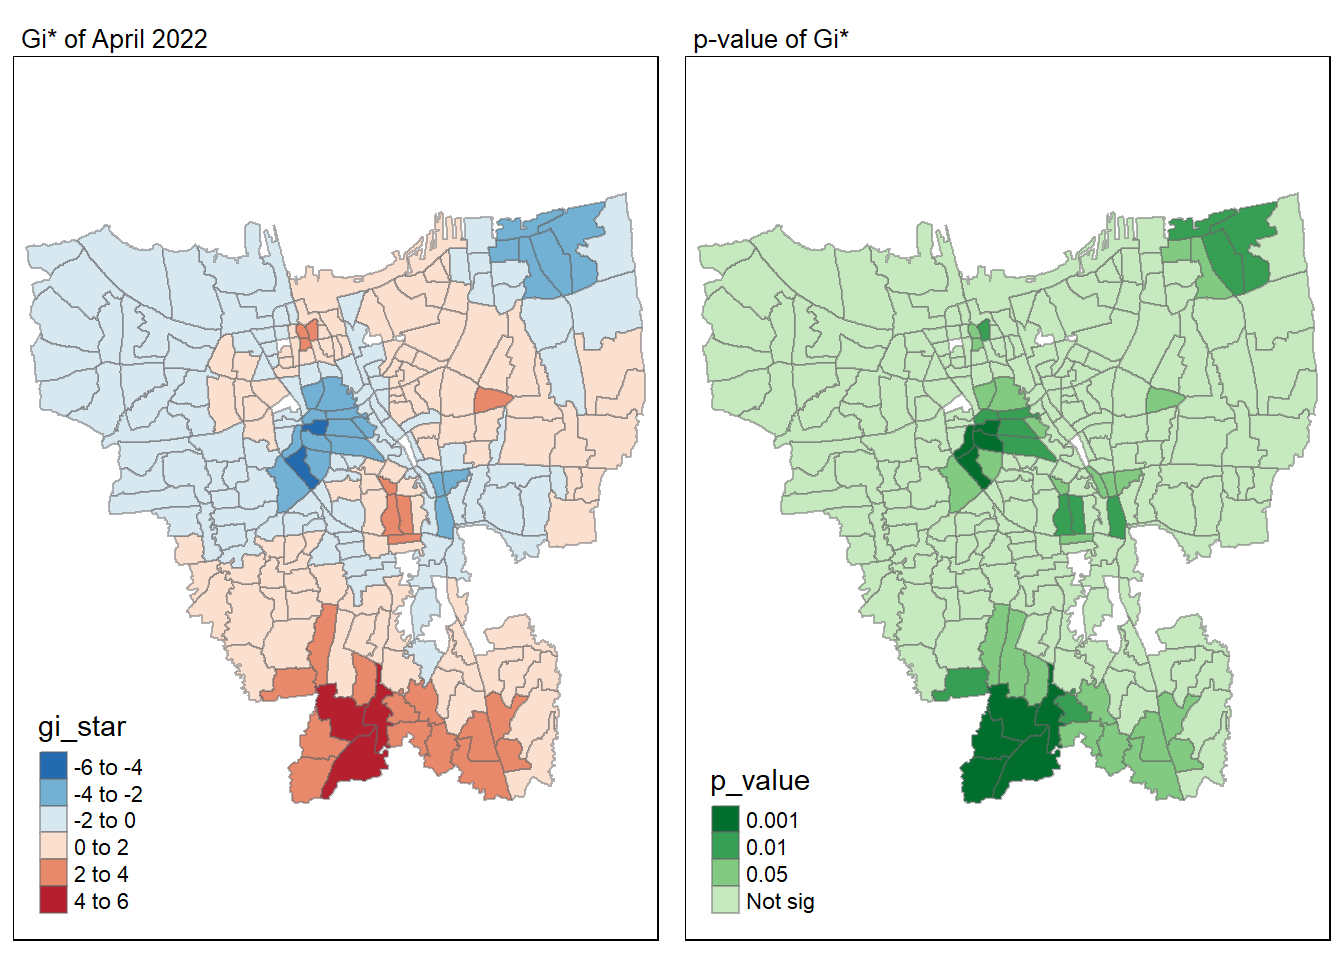 Gi* of April 2022
p-value of Gi*
gi_star
-6 to -4
-4 to -2
-2 to 0
0 to 2
2 to 4
4 to 6
p_value
0.001
0.01
0.05
Not sig